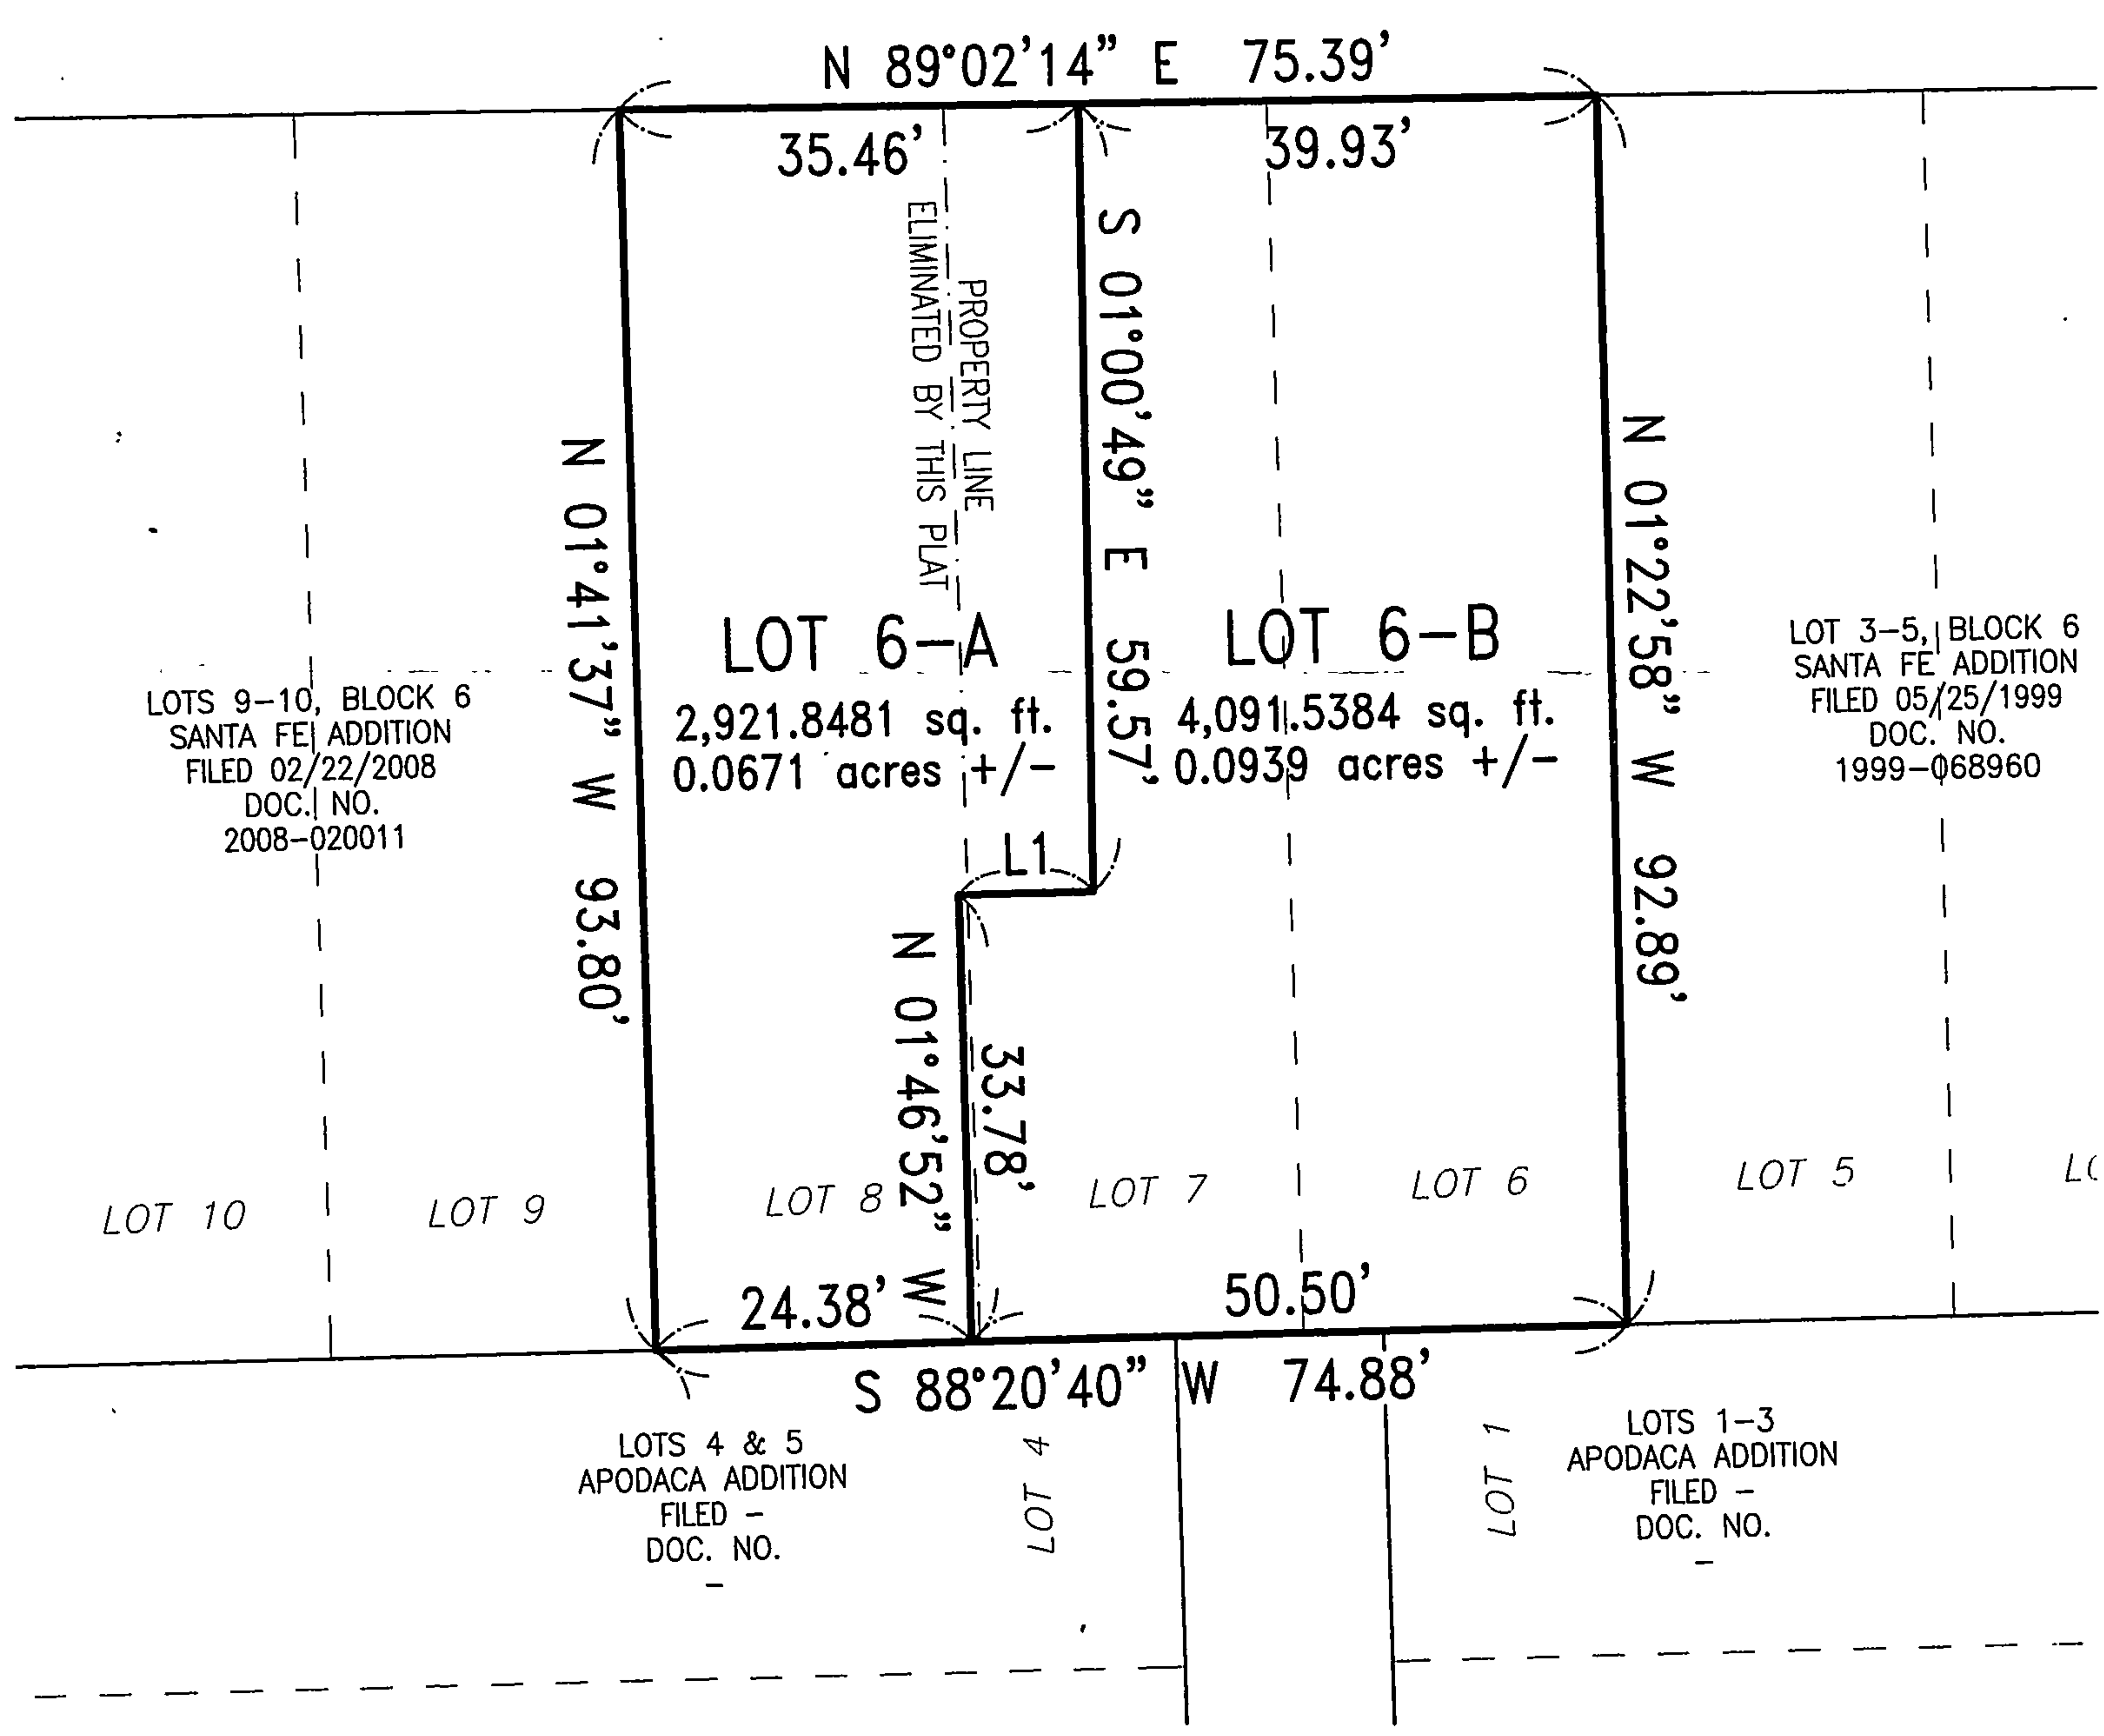 N 89°02'14" E 75.39'
35.46'
39.93'
ELIMINATED BY THIS PLAT
PROPERTY LINE
S 01°00'49" E 59.57'
N 01°41'37" W 93.80'
N 01°22'58" W 92.89'
LOT 6-A
2,921.8481 sq. ft.
0.0671 acres +/-
LOT 6-B
4,091.5384 sq. ft.
0.0939 acres +/-
LOTS 9-10, BLOCK 6
SANTA FE ADDITION
FILED 02/22/2008
DOC. NO.
2008-020011
LOT 3-5, BLOCK 6
SANTA FE ADDITION
FILED 05/25/1999
DOC. NO.
1999-068960
L1
N 01°46'52" W
33.78'
LOT 10
LOT 9
LOT 8
LOT 7
LOT 6
LOT 5
24.38'
50.50'
S 88°20'40" W 74.88'
LOTS 4 & 5
APODACA ADDITION
FILED -
DOC. NO.
-
LOT 4
LOT 1
LOTS 1-3
APODACA ADDITION
FILED -
DOC. NO.
-